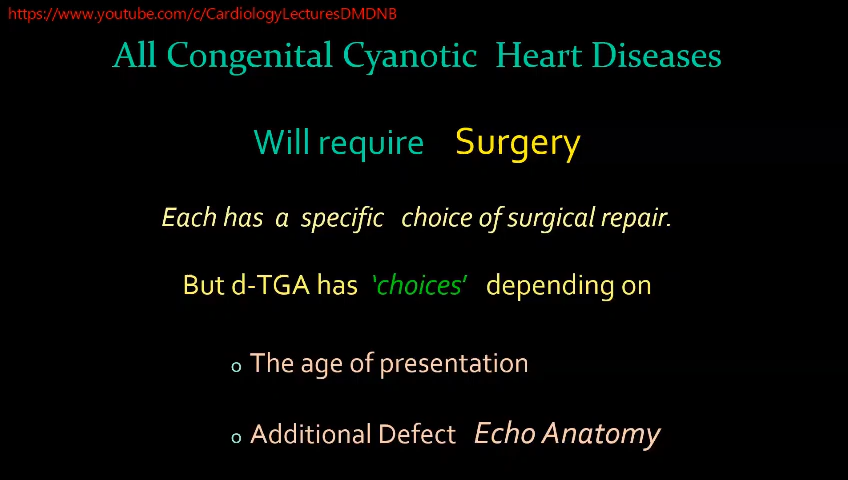 https://www.youtube.com/c/CardiologyLecturesDMDNB
All Congenital Cyanotic Heart Diseases
Will require Surgery
Each has a specific choice of surgical repair.
But d-TGA has ‘choices’ depending on
o The age of presentation
o Additional Defect Echo Anatomy